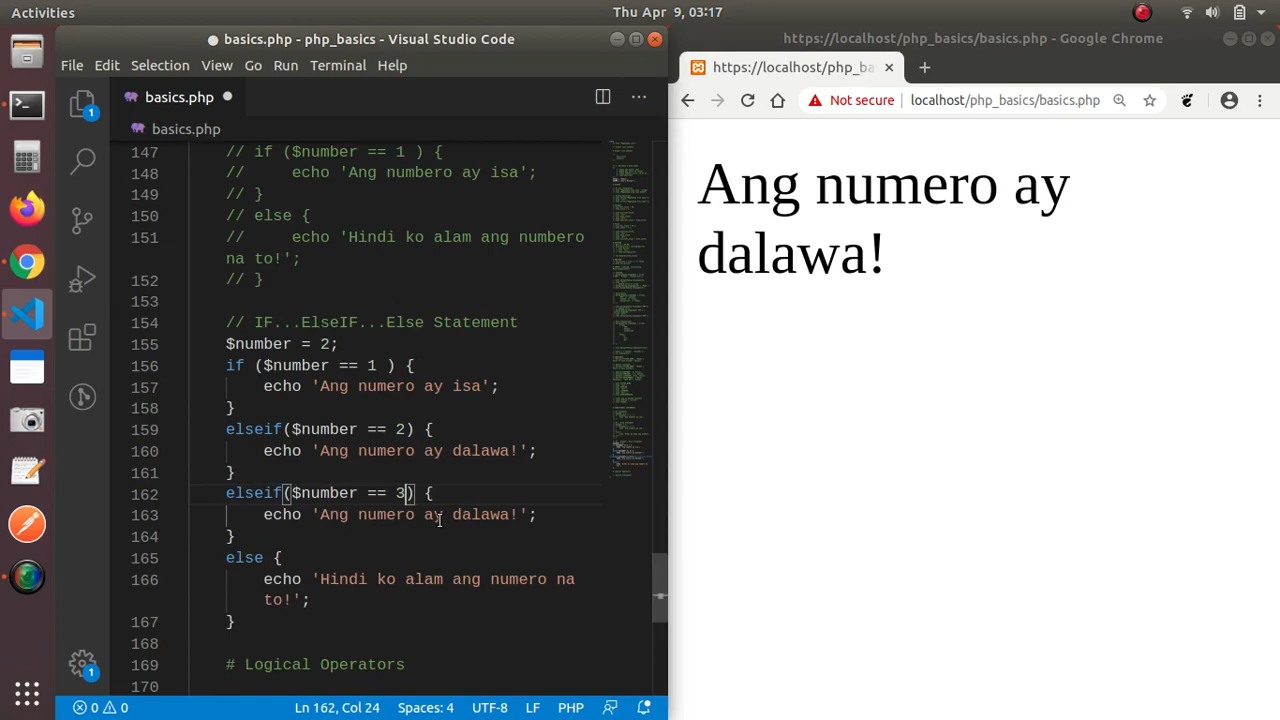 Activities
Thu Apr 9, 03:17
basics.php - php_basics - Visual Studio Code
https://localhost/php_basics/basics.php - Google Chrome
File Edit Selection View Go Run Terminal Help
https://localhost/php_ba
basics.php
Not secure localhost/php_basics/basics.php
basics.php
147 // if ($number == 1 ) {
148 //     echo 'Ang numbero ay isa';
149 // }
150 // else {
151 //     echo 'Hindi ko alam ang numbero
na to!';
152 // }
153
154 // IF...ElseIF...Else Statement
155 $number = 2;
156 if ($number == 1 ) {
157     echo 'Ang numero ay isa';
158 }
159 elseif($number == 2) {
160     echo 'Ang numero ay dalawa!';
161 }
162 elseif($number == 3) {
163     echo 'Ang numero ay dalawa!';
164 }
165 else {
166     echo 'Hindi ko alam ang numero na
to!';
167 }
168
169 # Logical Operators
170
1
1
0 0 Ln 162, Col 24 Spaces: 4 UTF-8 LF PHP
Ang numero ay
dalawa!